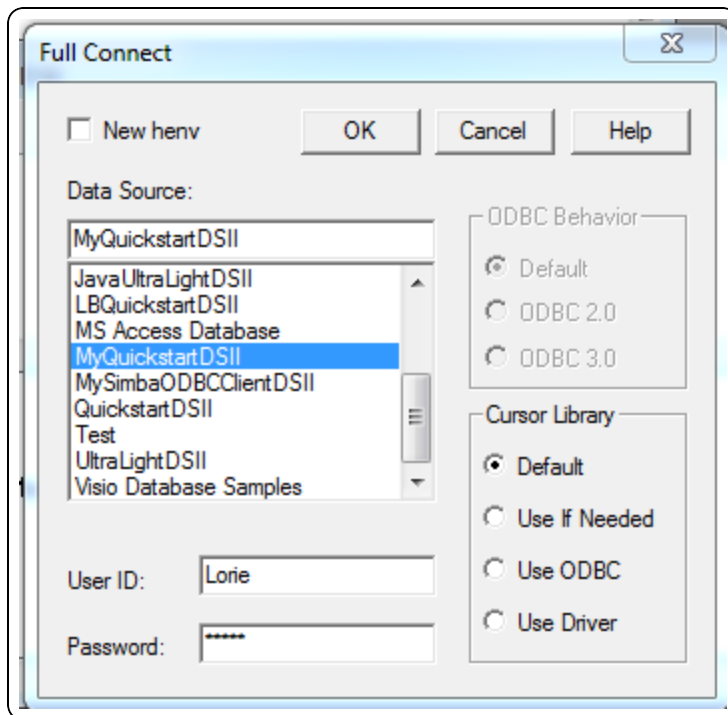 Full Connect
New henv
OK
Cancel
Help
Data Source:
MyQuickstartDSII
JavaUltraLightDSII
LBQuickstartDSII
MS Access Database
MyQuickstartDSII
MySimbaODBCClientDSII
QuickstartDSII
Test
UltraLightDSII
Visio Database Samples
User ID:
Lorie
Password:
*****
ODBC Behavior
Default
ODBC 2.0
ODBC 3.0
Cursor Library
Default
Use If Needed
Use ODBC
Use Driver